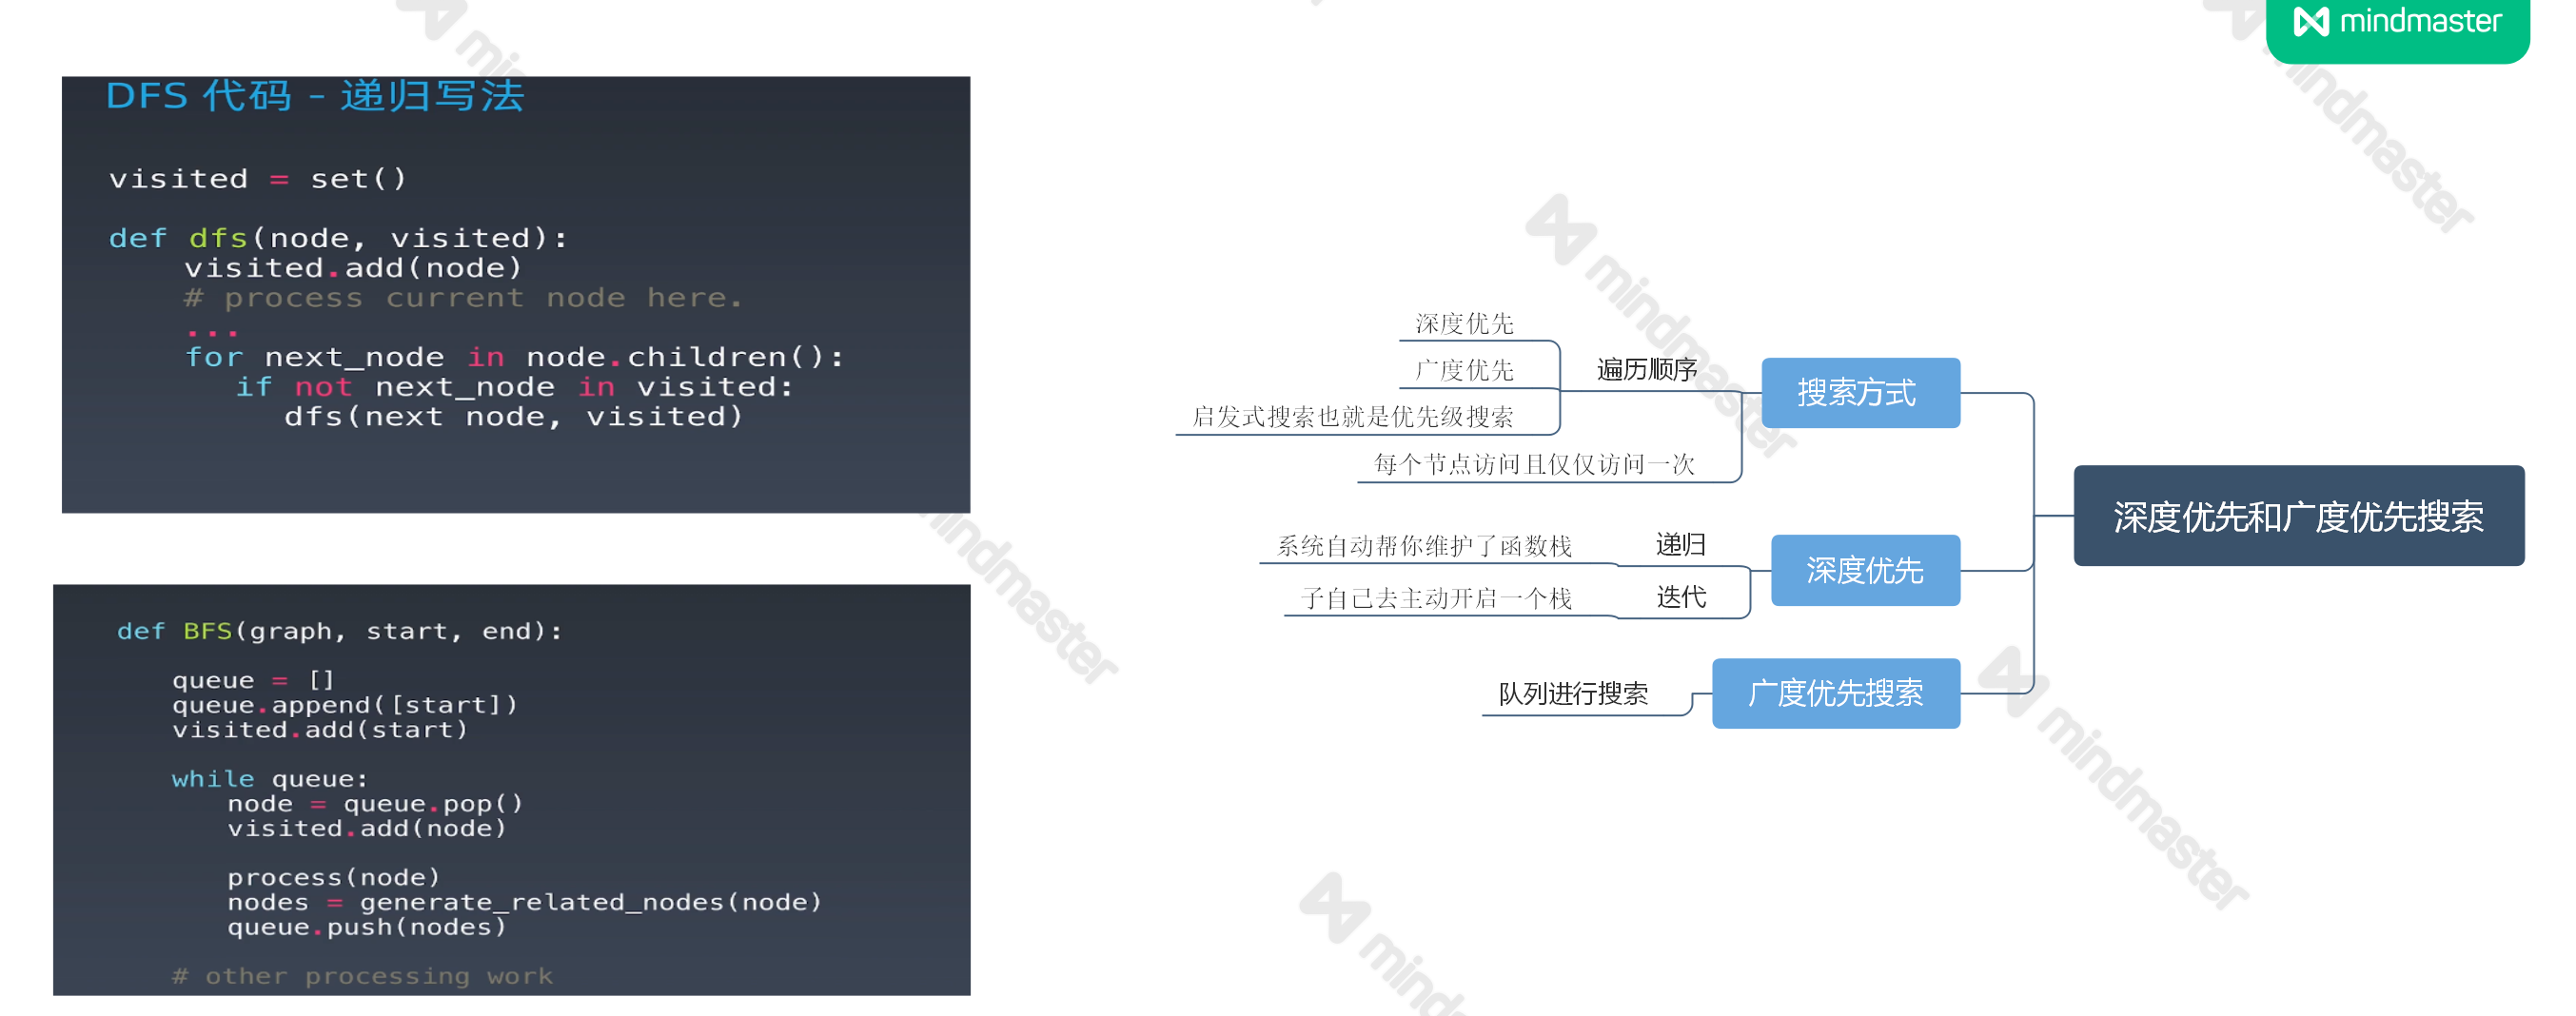 mindmaster
DFS 代码 - 递归写法
visited = set()
def dfs(node, visited):
visited.add(node)
# process current node here.
...
for next_node in node.children():
if not next_node in visited:
dfs(next node, visited)
def BFS(graph, start, end):
queue = []
queue.append([start])
visited.add(start)
while queue:
node = queue.pop()
visited.add(node)
process(node)
nodes = generate_related_nodes(node)
queue.push(nodes)
# other processing work
深度优先和广度优先搜索
搜索方式
遍历顺序
深度优先
广度优先
启发式搜索也就是优先级搜索
每个节点访问且仅仅访问一次
深度优先
递归
系统自动帮你维护了函数栈
迭代
子自己去主动开启一个栈
广度优先搜索
队列进行搜索
mindmaster
mindmaster
mindmaster
mindmaster